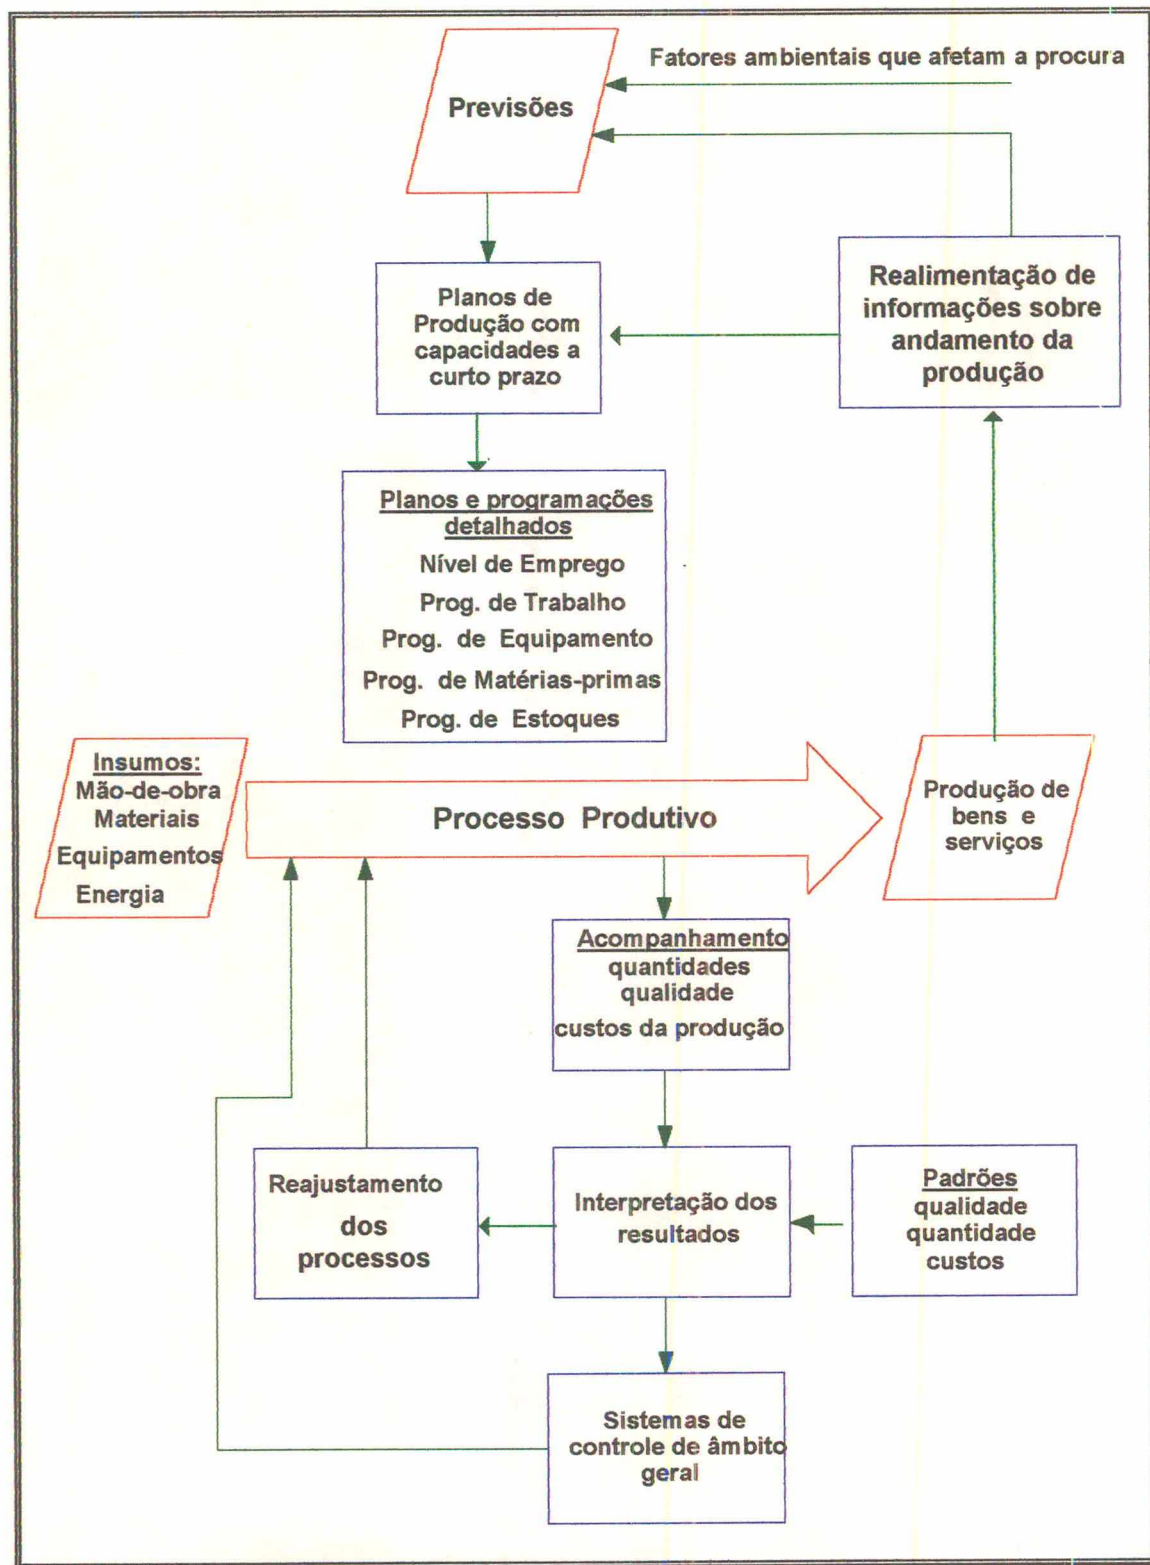 Fatores ambientais que afetam a procura
Previsões
Realimentação de
informações sobre
andamento da
produção
Planos de
Produção com
capacidades a
curto prazo
Planos e programações
detalhados
Nível de Emprego
Prog. de Trabalho
Prog. de Equipamento
Prog. de Matérias-primas
Prog. de Estoques
Insumos:
Mão-de-obra
Materiais
Equipamentos
Energia
Processo Produtivo
Produção de
bens e
serviços
Acompanhamento
quantidades
qualidade
custos da produção
Reajustamento
dos
processos
Interpretação dos
resultados
Padrões
qualidade
quantidade
custos
Sistemas de
controle de âmbito
geral